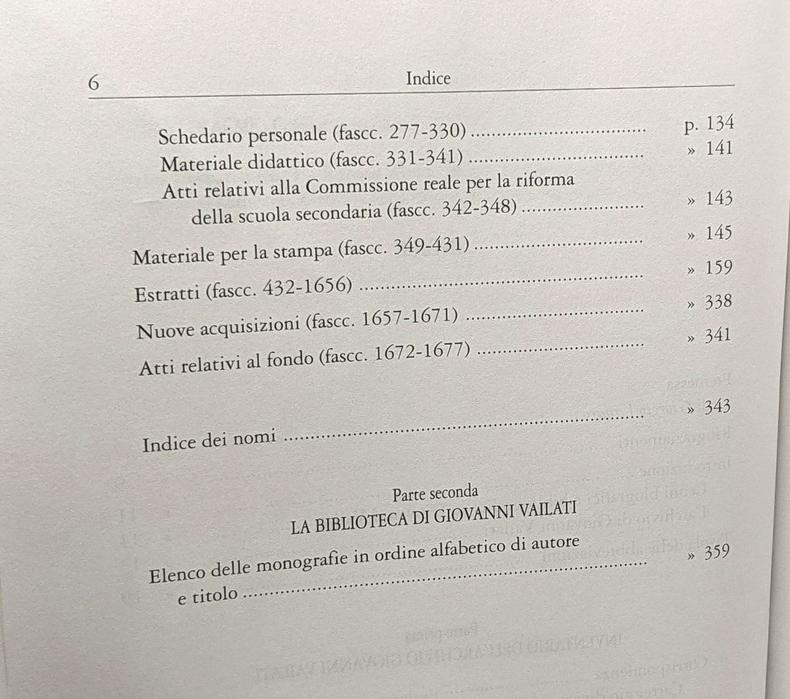 6 Indice
Schedario personale (fascc. 277-330) ................................ p. 134
Materiale didattico (fascc. 331-341) ................................ » 141
Atti relativi alla Commissione reale per la riforma
della scuola secondaria (fascc. 342-348) ...................... » 143
Materiale per la stampa (fascc. 349-431) .............................. » 145
Estratti (fascc. 432-1656) .................................................. » 159
Nuove acquisizioni (fascc. 1657-1671) ................................ » 338
Atti relativi al fondo (fascc. 1672-1677) .............................. » 341
Indice dei nomi ................................................................ » 343
Parte seconda
LA BIBLIOTECA DI GIOVANNI VAILATI
Elenco delle monografie in ordine alfabetico di autore
e titolo ........................................................................ » 359